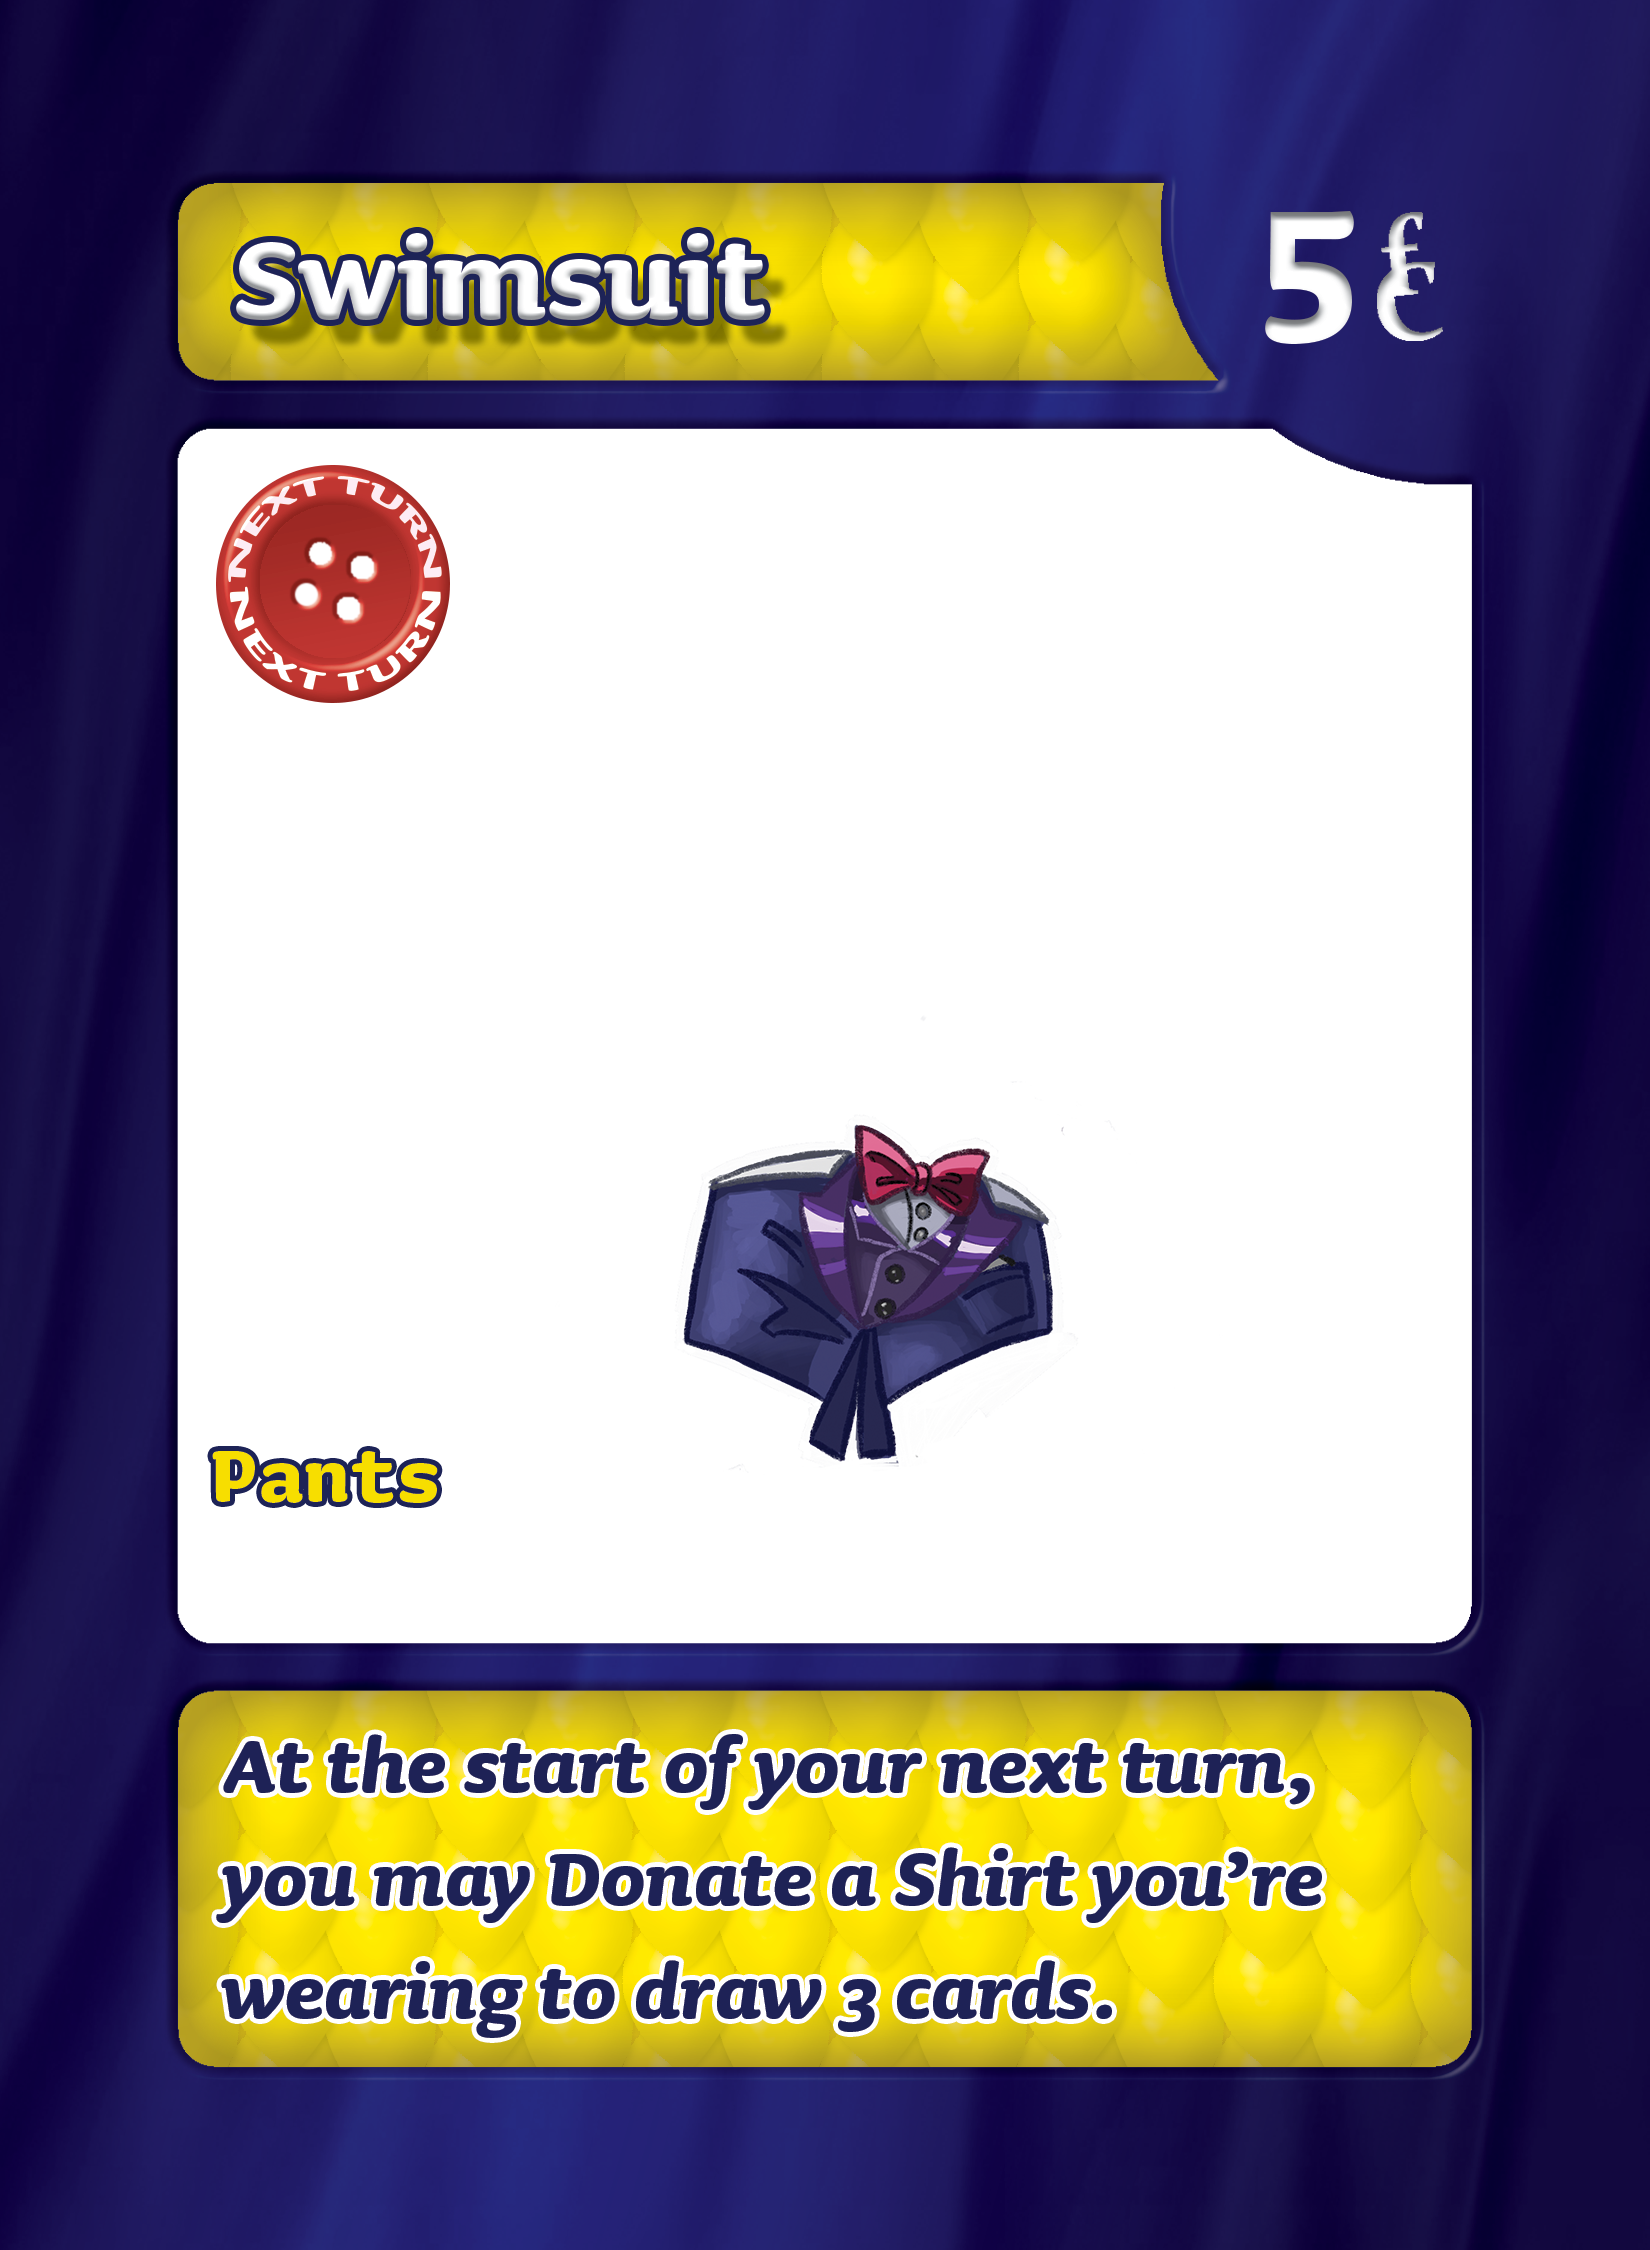 Swimsuit
5 £
NEXT TURN
NEXT TURN
Pants
At the start of your next turn,
you may Donate a Shirt you’re
wearing to draw 3 cards.